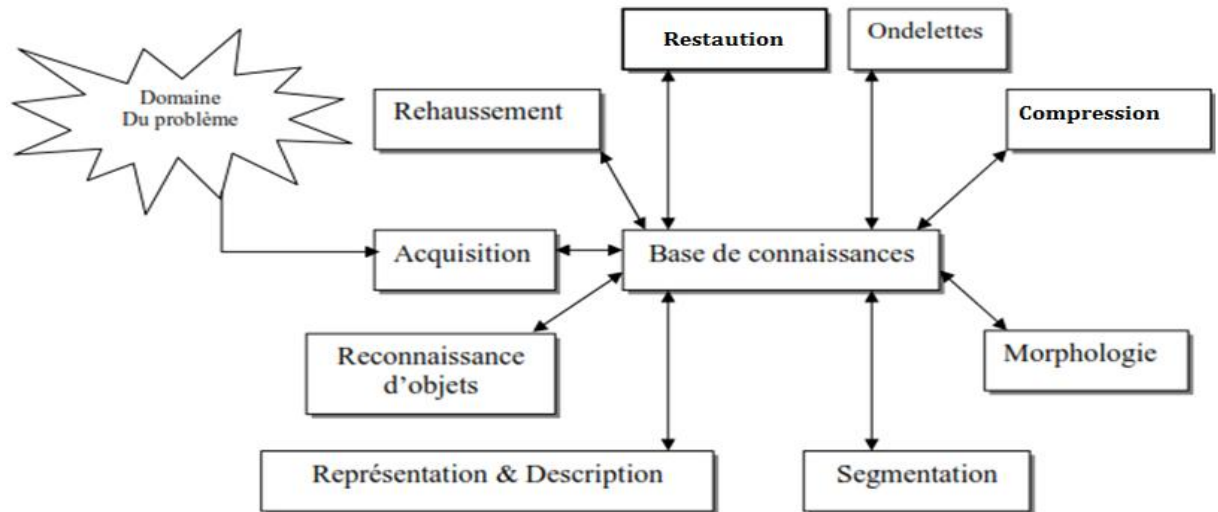 Restaution
Ondelettes
Domaine
Du problème
Rehaussement
Compression
Acquisition
Base de connaissances
Reconnaissance
d’objets
Morphologie
Représentation & Description
Segmentation